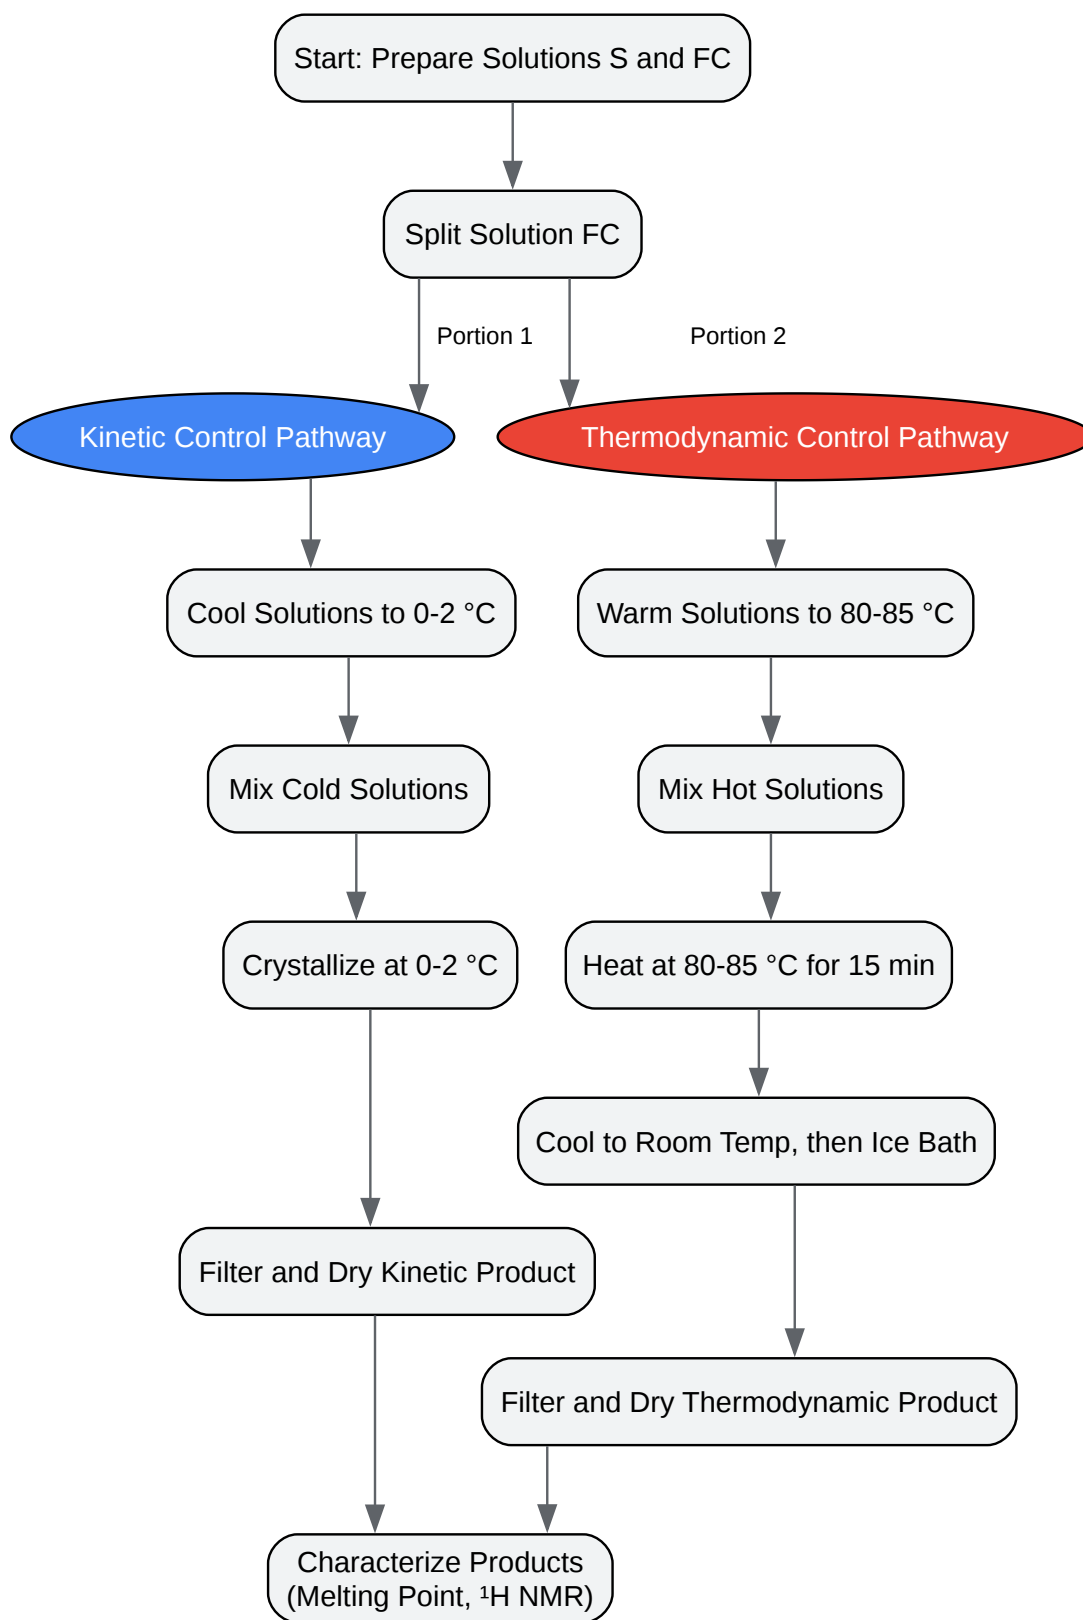 Start: Prepare Solutions S and FC
Split Solution FC
Portion 1
Portion 2
Kinetic Control Pathway
Thermodynamic Control Pathway
Cool Solutions to 0-2 °C
Warm Solutions to 80-85 °C
Mix Cold Solutions
Mix Hot Solutions
Crystallize at 0-2 °C
Heat at 80-85 °C for 15 min
Cool to Room Temp, then Ice Bath
Filter and Dry Kinetic Product
Filter and Dry Thermodynamic Product
Characterize Products
(Melting Point, ¹H NMR)